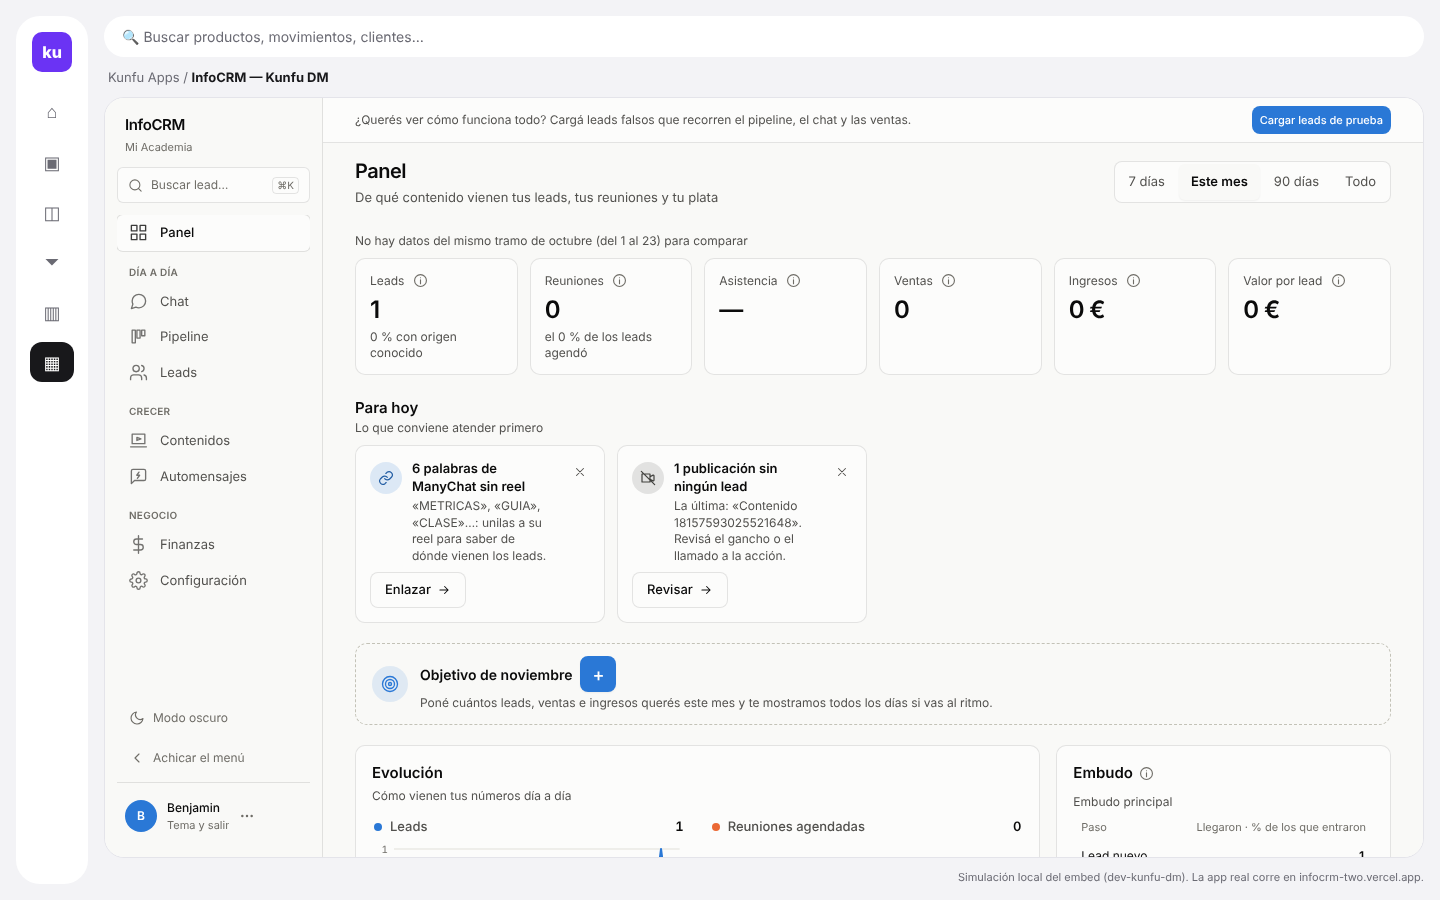 ku
🔍 Buscar productos, movimientos, clientes...
Kunfu Apps / InfoCRM — Kunfu DM
InfoCRM
Mi Academia
Buscar lead...
⌘K
Panel
DÍA A DÍA
Chat
Pipeline
Leads
CRECER
Contenidos
Automensajes
NEGOCIO
Finanzas
Configuración
Modo oscuro
Achicar el menú
B
Benjamin
Tema y salir
¿Querés ver cómo funciona todo? Cargá leads falsos que recorren el pipeline, el chat y las ventas.
Cargar leads de prueba
Panel
De qué contenido vienen tus leads, tus reuniones y tu plata
7 días
Este mes
90 días
Todo
No hay datos del mismo tramo de octubre (del 1 al 23) para comparar
Leads
1
0 % con origen
conocido
Reuniones
0
el 0 % de los leads
agendó
Asistencia
—
Ventas
0
Ingresos
0 €
Valor por lead
0 €
Para hoy
Lo que conviene atender primero
6 palabras de
ManyChat sin reel
«METRICAS», «GUIA»,
«CLASE»...: unilas a su
reel para saber de
dónde vienen los leads.
Enlazar →
1 publicación sin
ningún lead
La última: «Contenido
18157593025521648».
Revisá el gancho o el
llamado a la acción.
Revisar →
Objetivo de noviembre
+
Poné cuántos leads, ventas e ingresos querés este mes y te mostramos todos los días si vas al ritmo.
Evolución
Cómo vienen tus números día a día
Leads
1
Reuniones agendadas
0
1
Embudo
Embudo principal
Paso
Llegaron · % de los que entraron
Lead nuevo
1
Simulación local del embed (dev-kunfu-dm). La app real corre en infocrm-two.vercel.app.